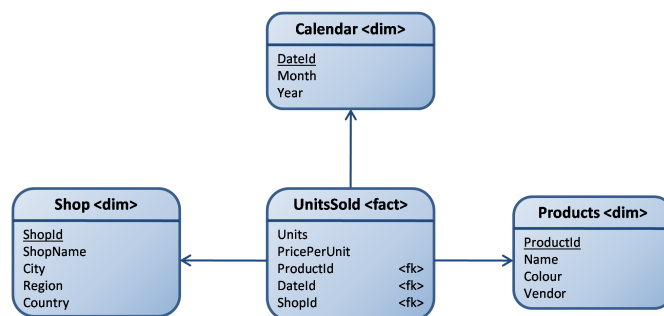 Calendar <dim>
DateId
Month
Year
Shop <dim>
ShopId
ShopName
City
Region
Country
UnitsSold <fact>
Units
PricePerUnit
ProductId <fk>
DateId <fk>
ShopId <fk>
Products <dim>
ProductId
Name
Colour
Vendor